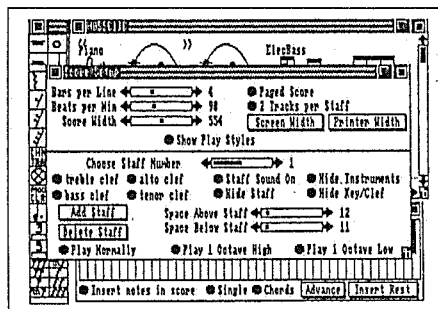 Piano ElecBass
Bars per Line 4 Paged Score
Beats per Min 98 2 Tracks per Staff
Score Width 554 Screen Width Printer Width
Show Play Styles
Choose Staff Number 1
treble clef alto clef Staff Sound On Hide Instruments
bass clef tenor clef Hide Staff Hide Key/Clef
Add Staff Space Above Staff 12
Delete Staff Space Below Staff 11
Play Normally Play 1 Octave High Play 1 Octave Low
Insert notes in score Single Chords Advance Insert Rest